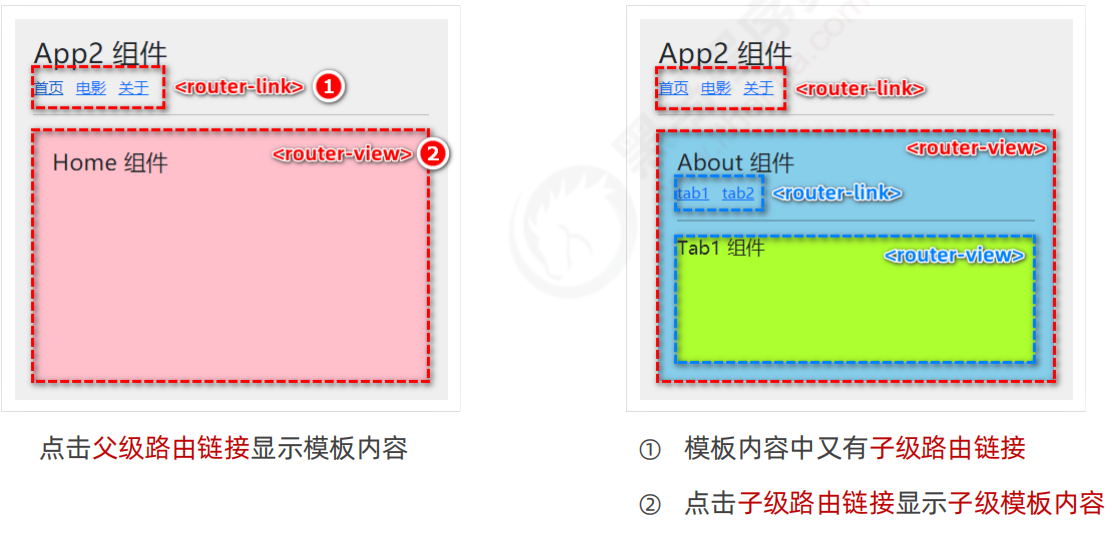 App2 组件
首页 电影 关于
<router-link> 1
Home 组件
<router-view> 2
点击父级路由链接显示模板内容
App2 组件
首页 电影 关于
<router-link>
<router-view>
About 组件
tab1 tab2
<router-link>
Tab1 组件
<router-view>
① 模板内容中又有子级路由链接
② 点击子级路由链接显示子级模板内容